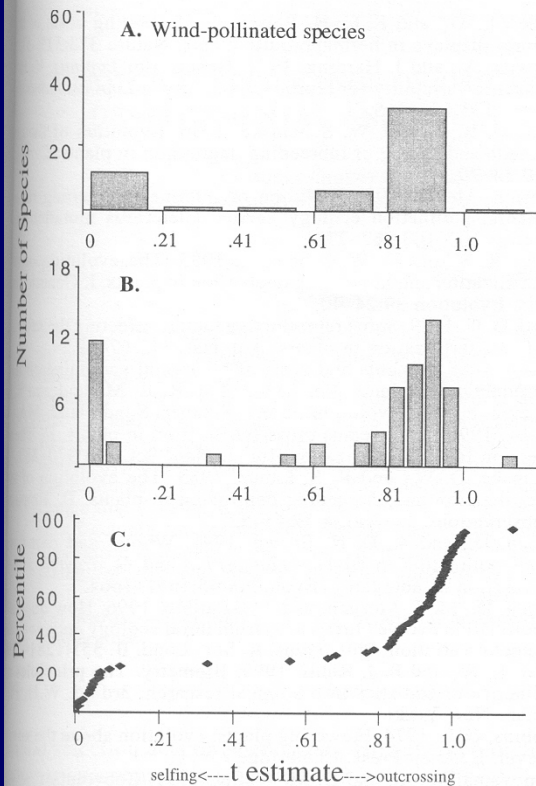 60
A. Wind-pollinated species
40
20
0 .21 .41 .61 .81 1.0
Number of Species
18
B.
12
6
0 .21 .41 .61 .81 1.0
100
C.
80
Percentile
60
40
20
0 .21 .41 .61 .81 1.0
selfing<----t estimate---->outcrossing